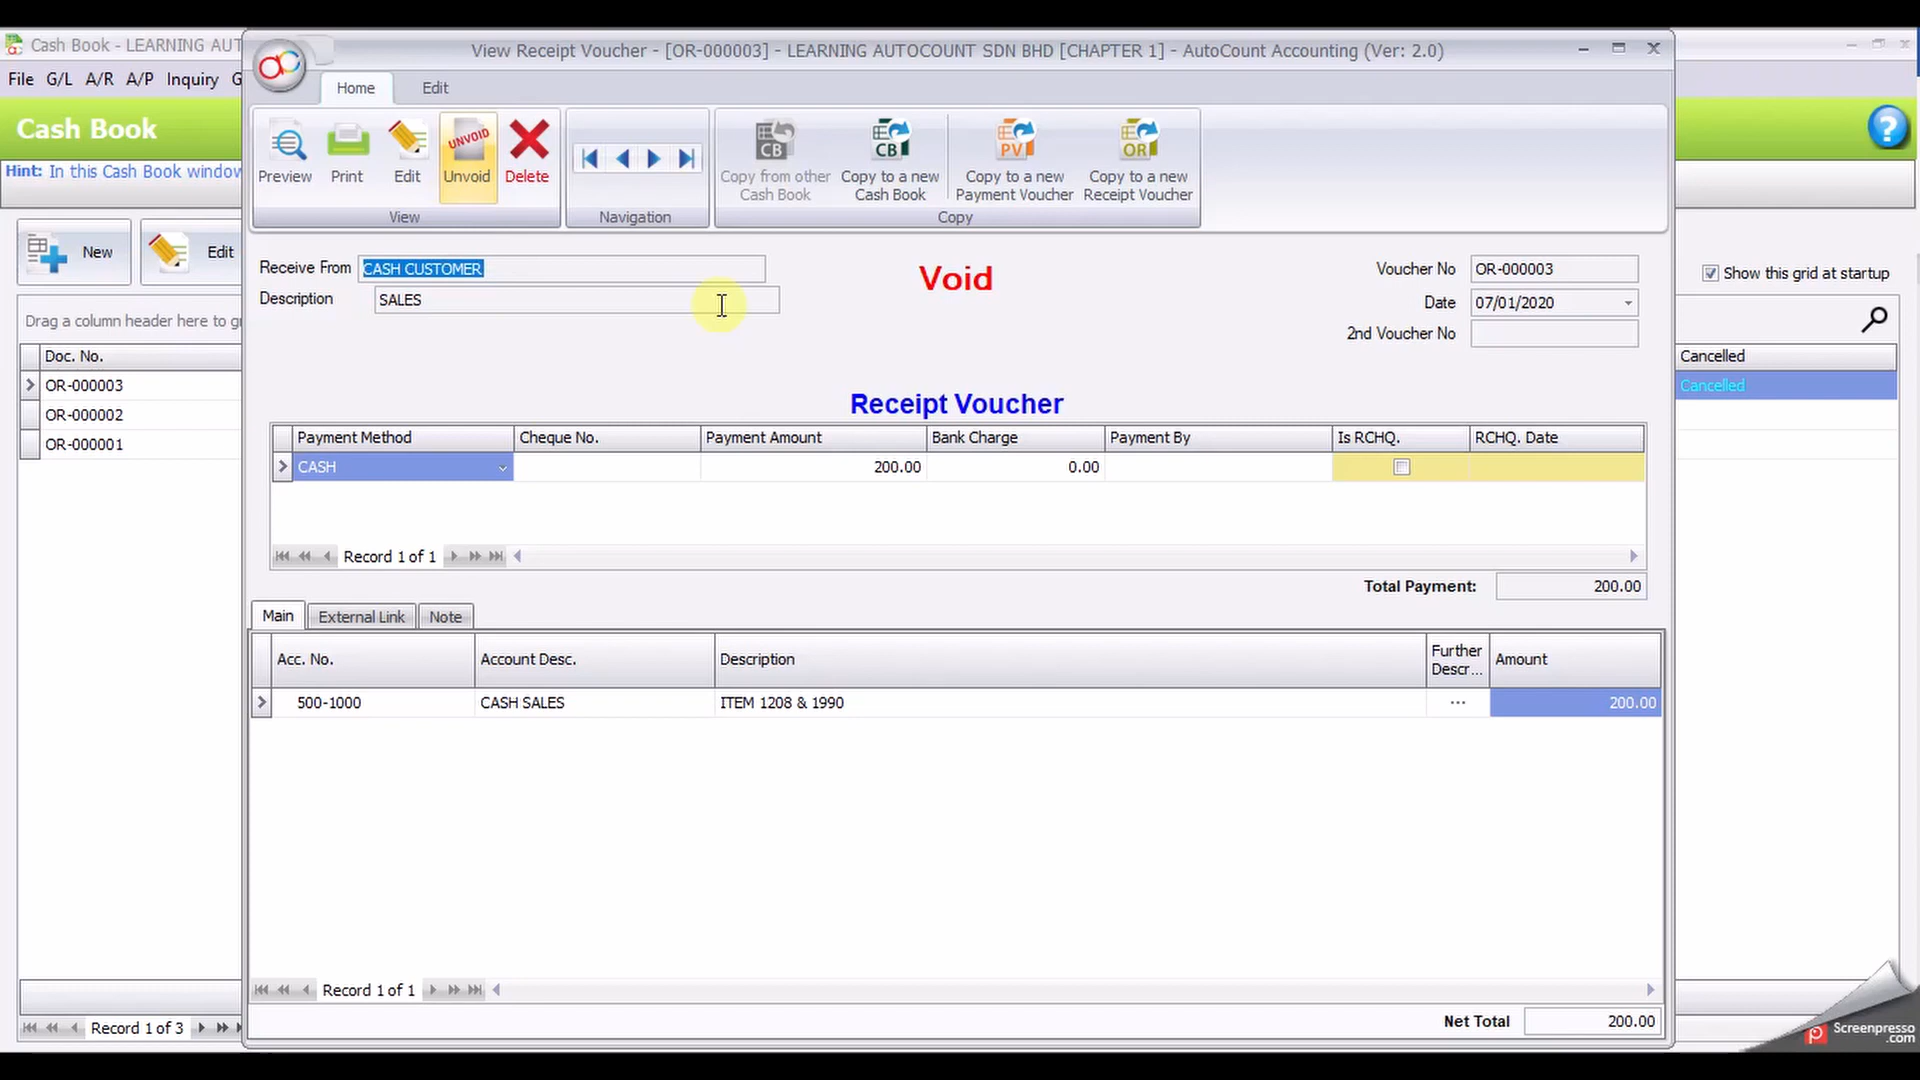 Cash Book - LEARNING AUT
View Receipt Voucher - [OR-000003] - LEARNING AUTOCOUNT SDN BHD [CHAPTER 1] - AutoCount Accounting (Ver: 2.0)
File G/L A/R A/P Inquiry G
Home Edit
Cash Book
Hint: In this Cash Book window
Preview Print Edit Unvoid Delete
UNVOID
View
Navigation
CB CB PV OR
Copy from other Cash Book
Copy to a new Cash Book
Copy to a new Payment Voucher
Copy to a new Receipt Voucher
Copy
New Edit
Show this grid at startup
Receive From CASH CUSTOMER
Description SALES
Void
Voucher No OR-000003
Date 07/01/2020
2nd Voucher No
Drag a column header here to gr
Doc. No.
OR-000003
OR-000002
OR-000001
Cancelled
Cancelled
Receipt Voucher
Payment Method Cheque No. Payment Amount Bank Charge Payment By Is RCHQ. RCHQ. Date
CASH 200.00 0.00
Record 1 of 1
Total Payment: 200.00
Main External Link Note
Acc. No. Account Desc. Description Further Descr... Amount
500-1000 CASH SALES ITEM 1208 & 1990 ... 200.00
Record 1 of 1
Net Total 200.00
Record 1 of 3
Screenpresso
.com